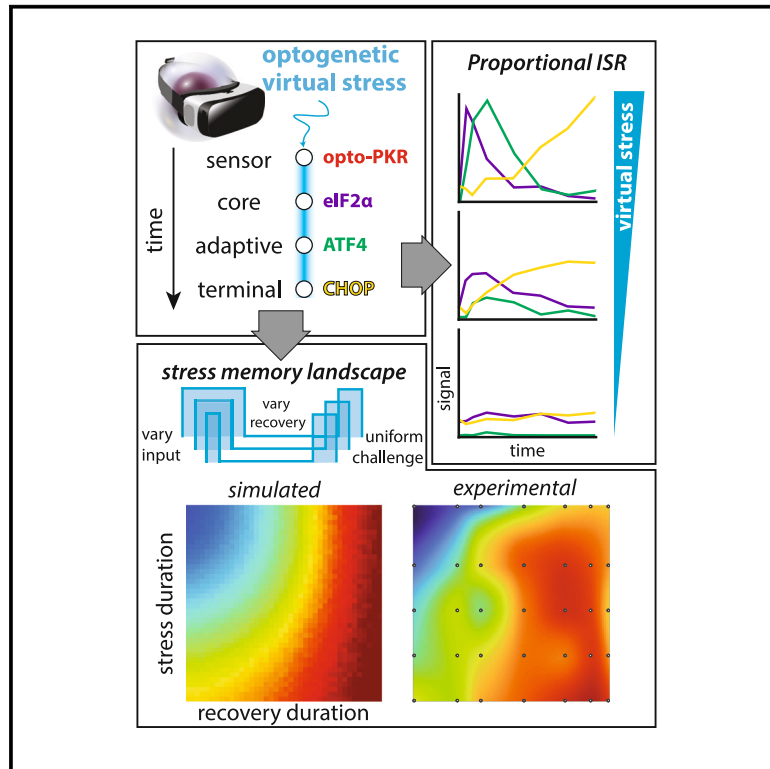 optogenetic
virtual stress
time
sensor
opto-PKR
core
eIF2α
adaptive
ATF4
terminal
CHOP
Proportional ISR
virtual stress
signal
time
stress memory landscape
vary
input
vary
recovery
uniform
challenge
simulated
experimental
stress duration
recovery duration